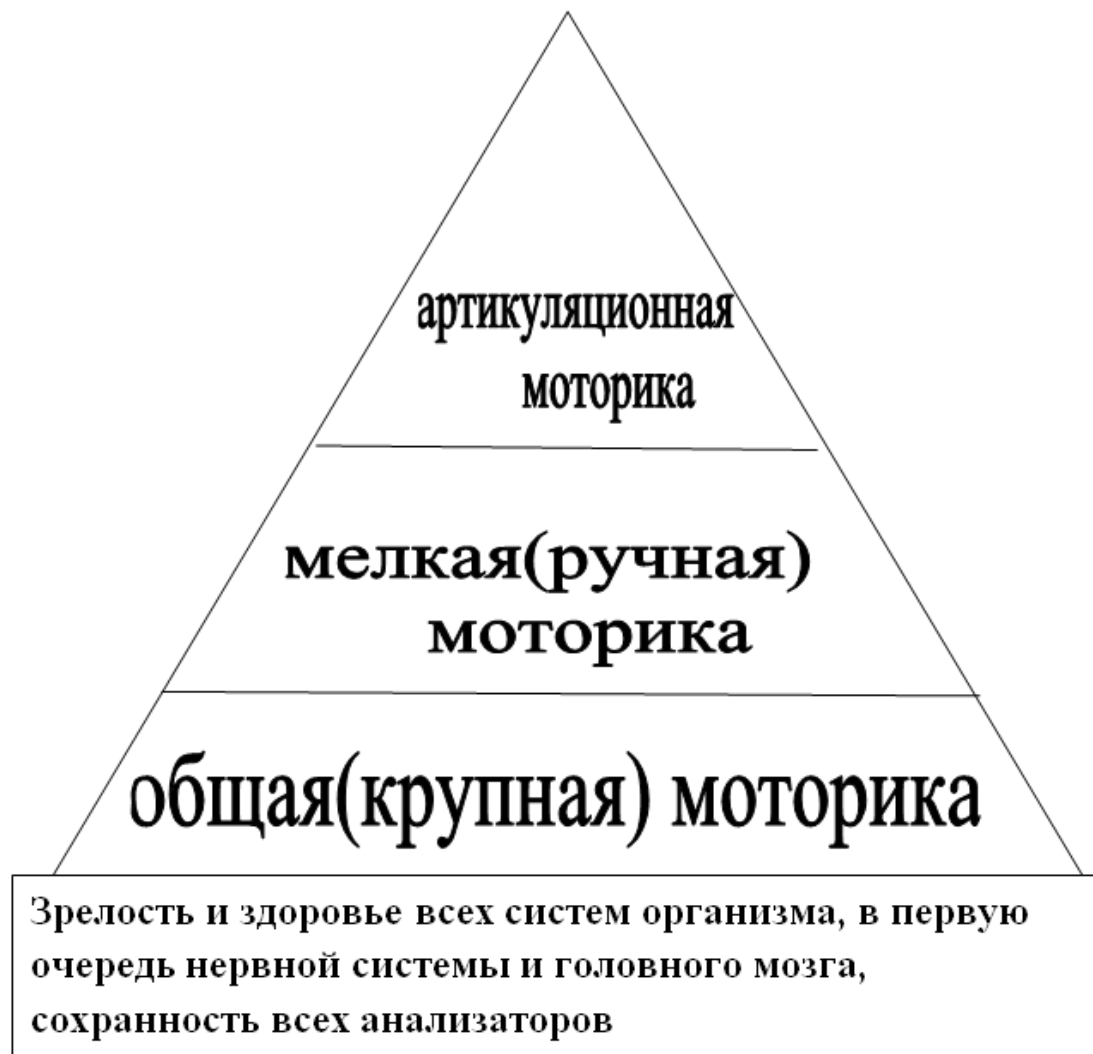 артикуляционная
моторика
мелкая(ручная)
моторика
общая(крупная) моторика
Зрелость и здоровье всех систем организма, в первую
очередь нервной системы и головного мозга,
сохранность всех анализаторов